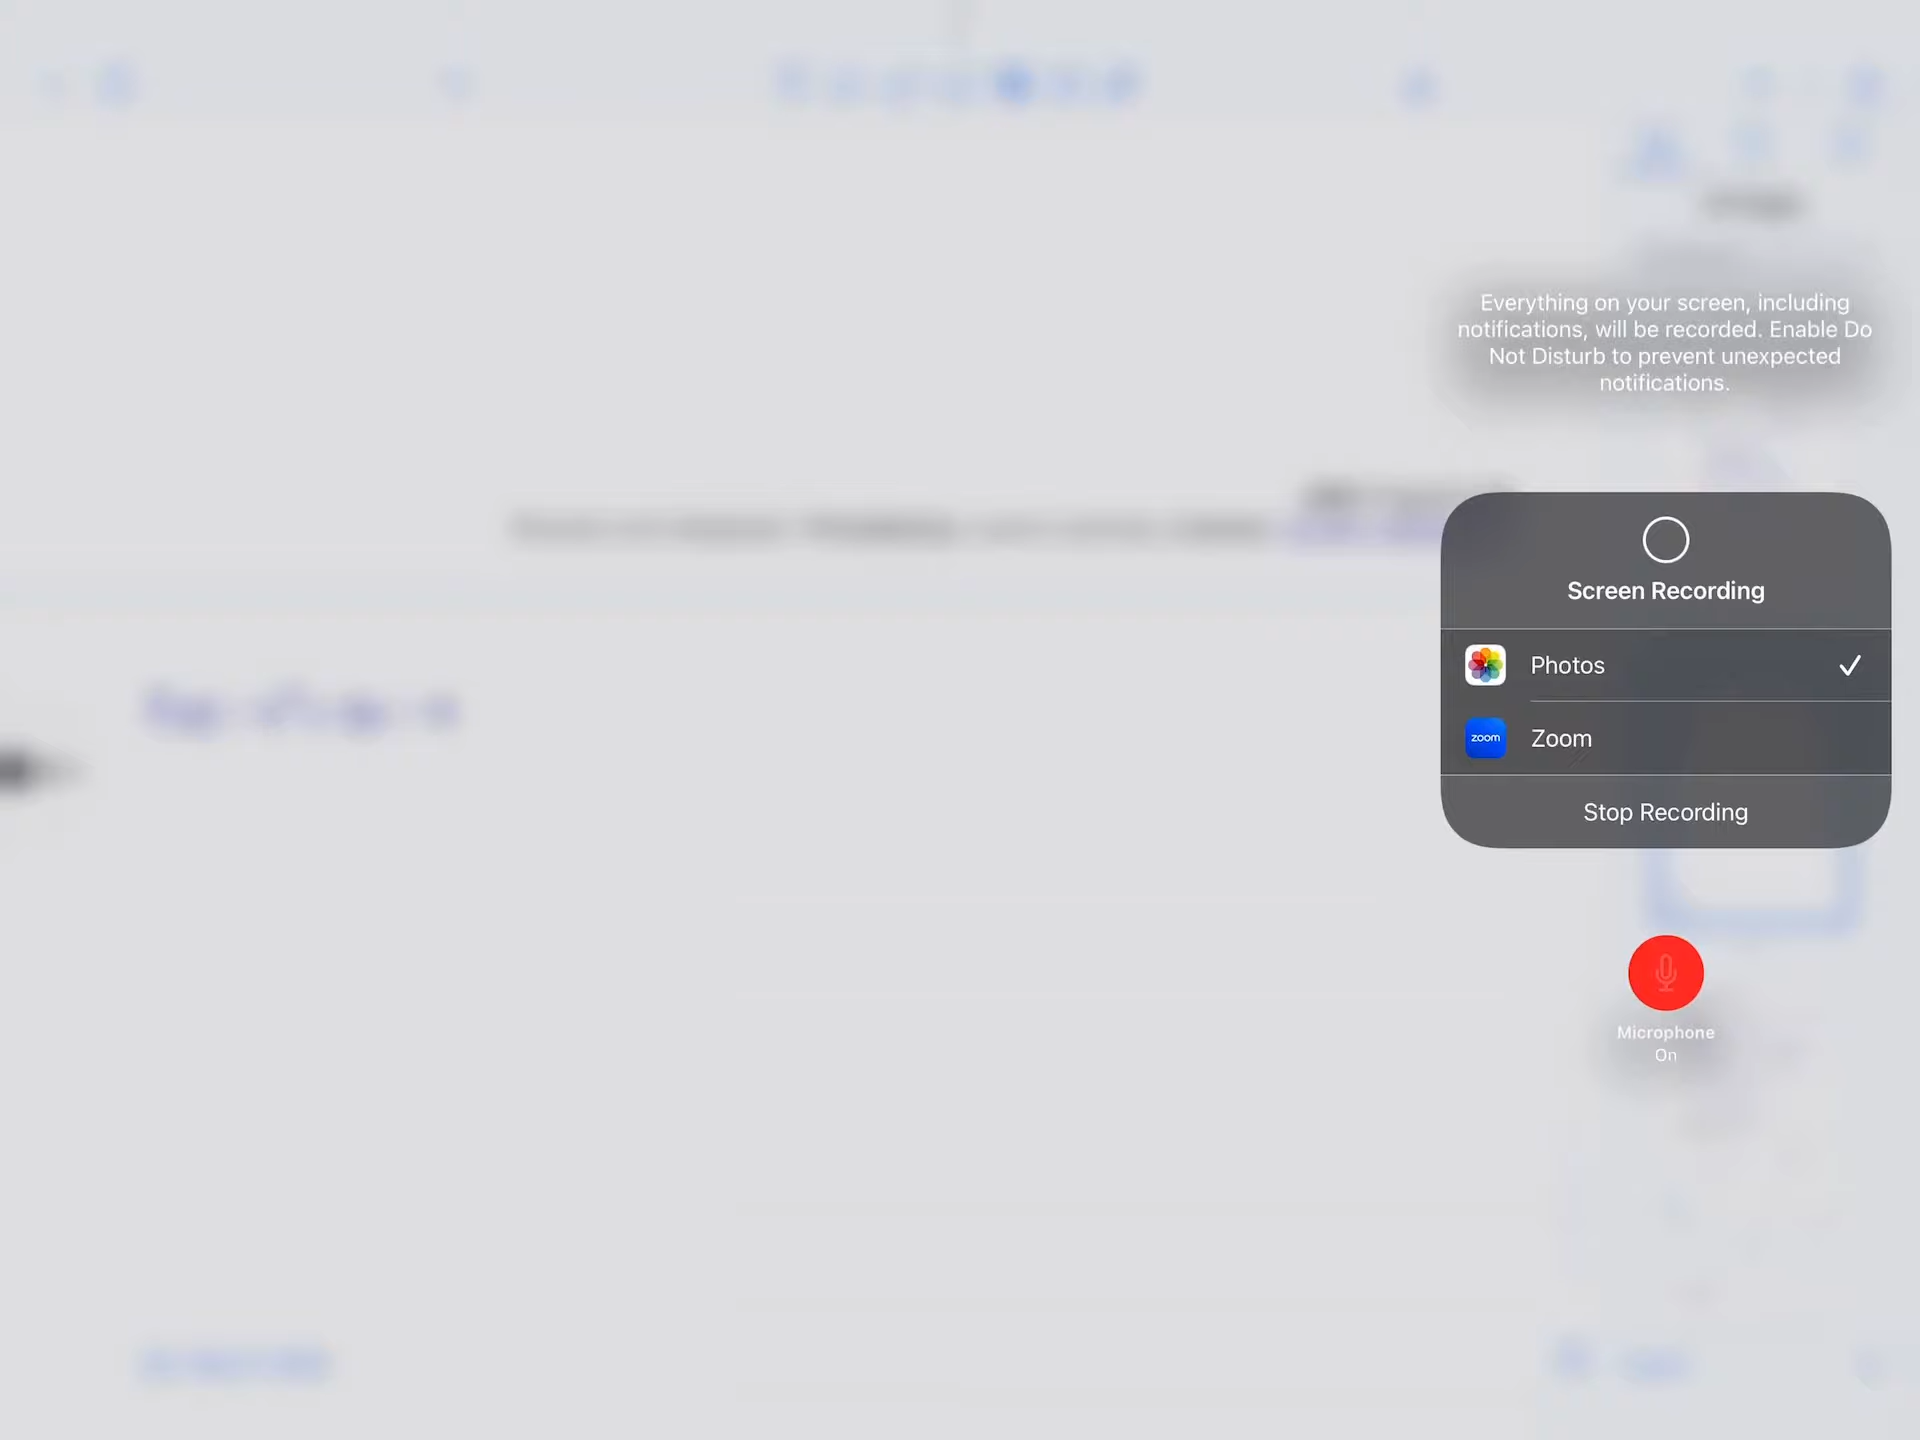 Everything on your screen, including
notifications, will be recorded. Enable Do
Not Disturb to prevent unexpected
notifications.
Screen Recording
Photos
zoom
Zoom
Stop Recording
Microphone
On